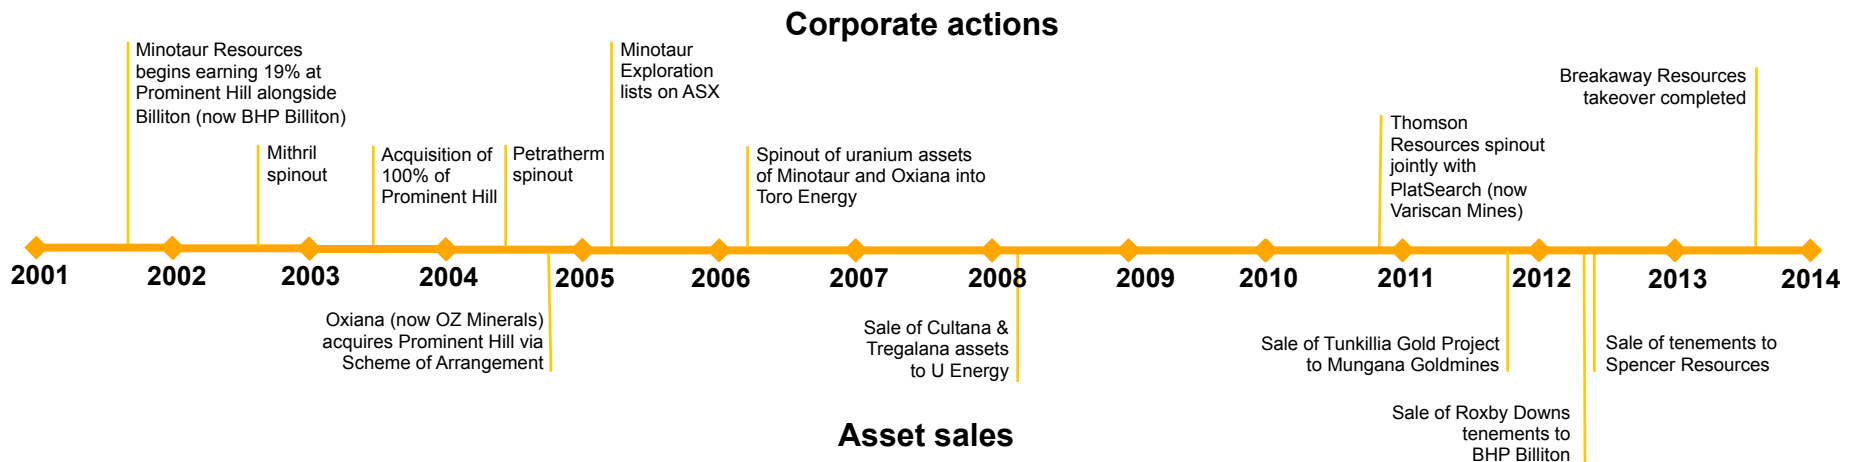 Corporate actions
Minotaur Resources
begins earning 19% at
Prominent Hill alongside
Billiton (now BHP Billiton)
Mithril
spinout
Acquisition of
100% of
Prominent Hill
Petratherm
spinout
Minotaur
Exploration
lists on ASX
Spinout of uranium assets
of Minotaur and Oxiana into
Toro Energy
Thomson
Resources spinout
jointly with
PlatSearch (now
Variscan Mines)
Breakaway Resources
takeover completed
2001 2002 2003 2004 2005 2006 2007 2008 2009 2010 2011 2012 2013 2014
Oxiana (now OZ Minerals)
acquires Prominent Hill via
Scheme of Arrangement
Sale of Cultana &
Tregalana assets
to U Energy
Sale of Tunkillia Gold Project
to Mungana Goldmines
Sale of Roxby Downs
tenements to
BHP Billiton
Sale of tenements to
Spencer Resources
Asset sales